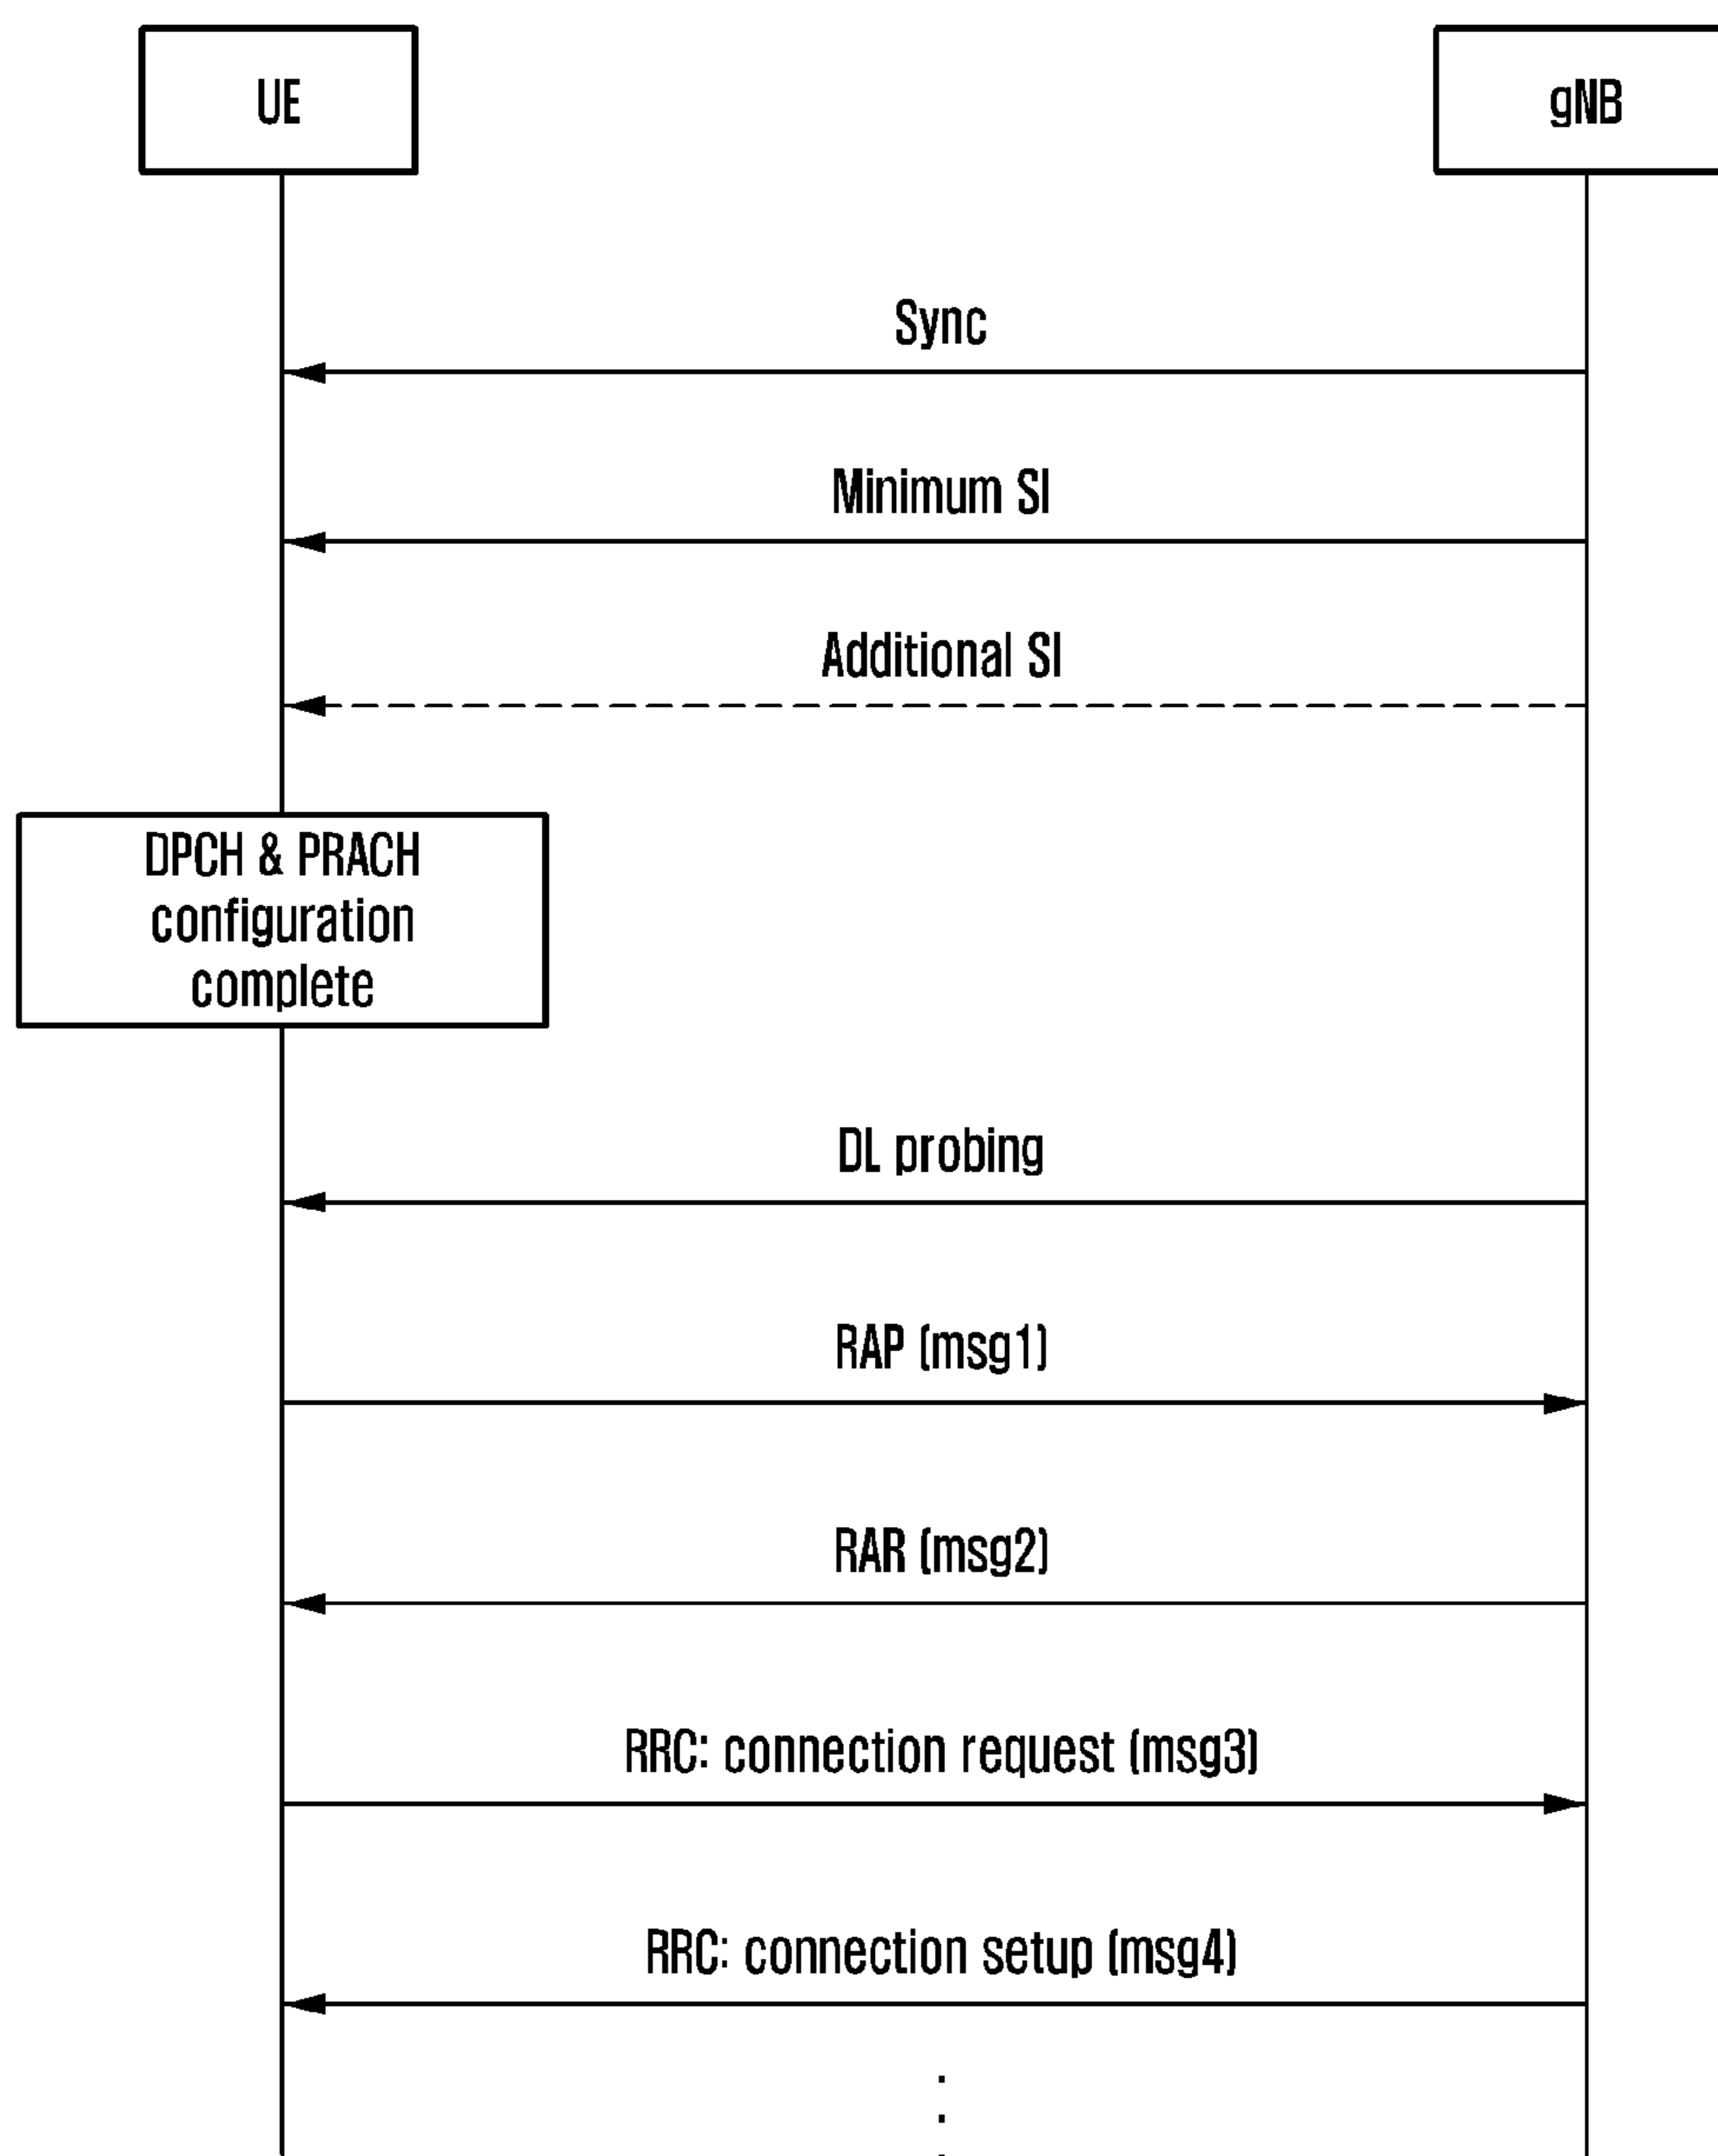 UE
gNB
Sync
Minimum SI
Additional SI
DPCH & PRACH
configuration
complete
DL probing
RAP (msg1)
RAR (msg2)
RRC: connection request (msg3)
RRC: connection setup (msg4)